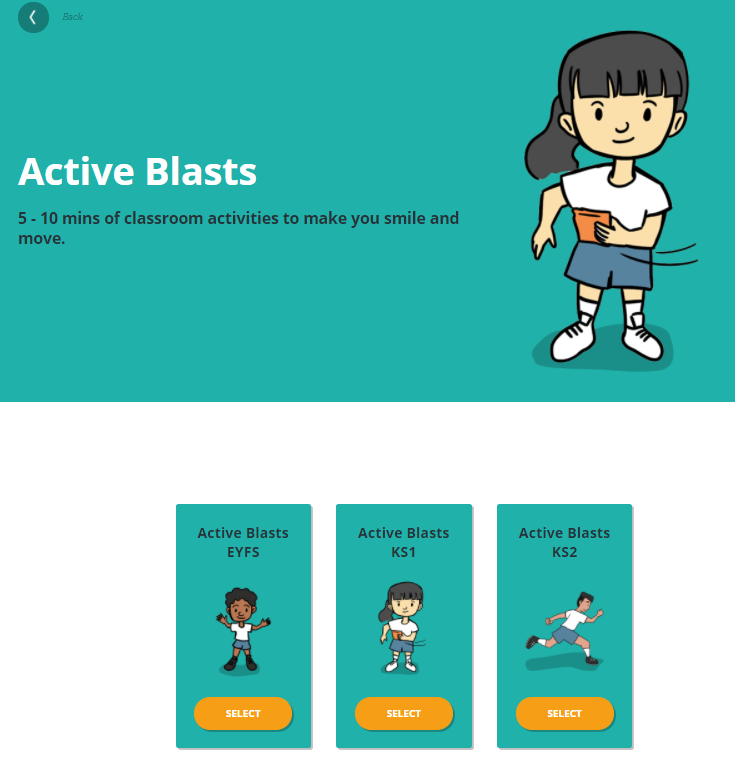 Back
Active Blasts
5 - 10 mins of classroom activities to make you smile and
move.
Active Blasts
EYFS
SELECT
Active Blasts
KS1
SELECT
Active Blasts
KS2
SELECT